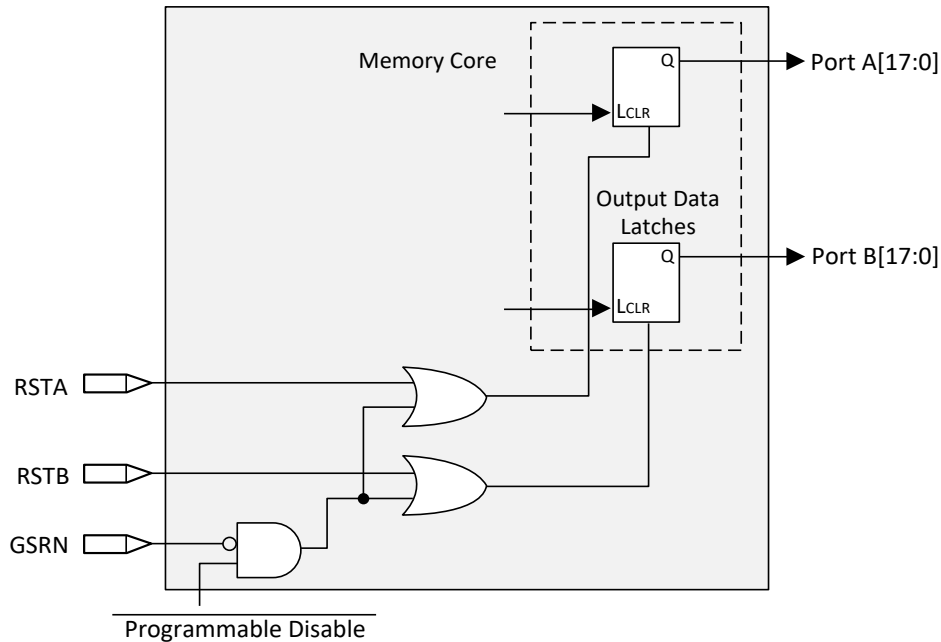 Memory Core
Q
Port A[17:0]
LCLR
Output Data
Latches
Q
Port B[17:0]
LCLR
RSTA
RSTB
GSRN
Programmable Disable